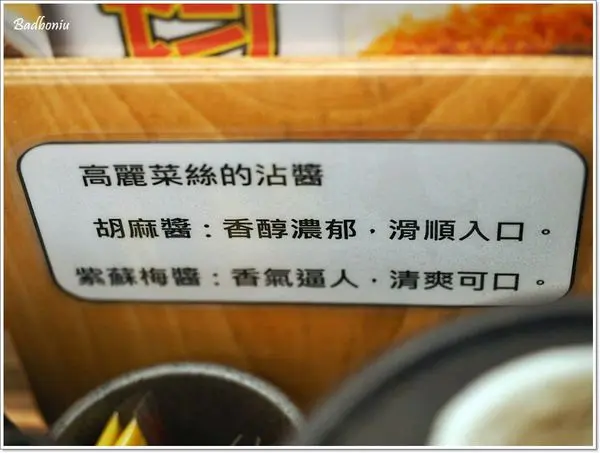 Badboniu
高麗菜絲的沾醬
胡麻醬：香醇濃郁，滑順入口。
紫蘇梅醬：香氣逼人，清爽可口。